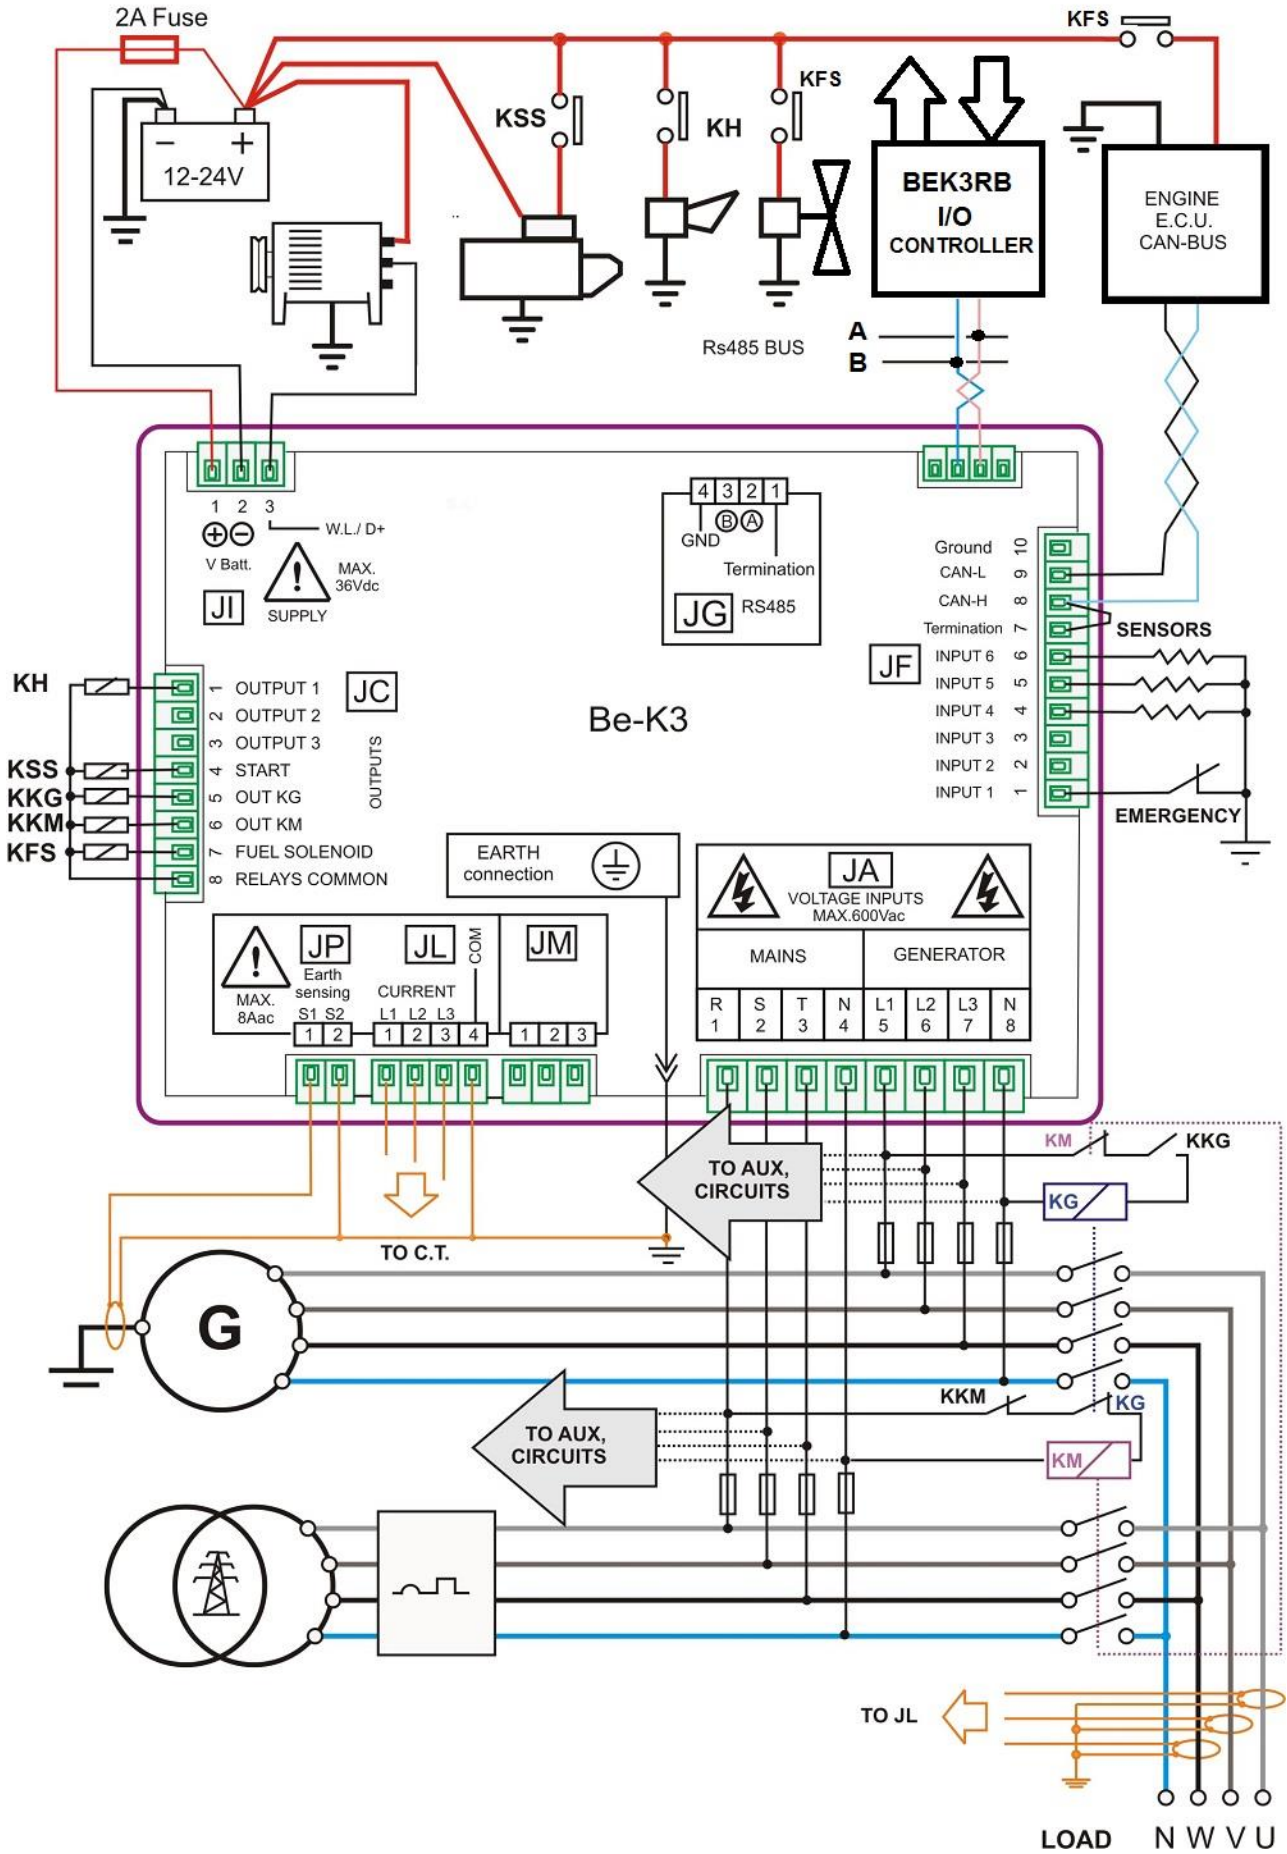 2A Fuse
KFS
KSS
KH
KFS
− +
12-24V
BEK3RB
I/O
CONTROLLER
ENGINE
E.C.U.
CAN-BUS
Rs485 BUS
A
B
1 2 3
W.L./ D+
V Batt.
MAX.
36Vdc
JI
SUPPLY
4 3 2 1
B A
GND
Termination
JG RS485
Ground 10
CAN-L 9
CAN-H 8
Termination 7
INPUT 6 6
INPUT 5 5
INPUT 4 4
INPUT 3 3
INPUT 2 2
INPUT 1 1
JF
SENSORS
EMERGENCY
KH
KSS
KKG
KKM
KFS
1 OUTPUT 1
2 OUTPUT 2
3 OUTPUT 3
4 START
5 OUT KG
6 OUT KM
7 FUEL SOLENOID
8 RELAYS COMMON
JC
OUTPUTS
Be-K3
EARTH
connection
JA
VOLTAGE INPUTS
MAX.600Vac
MAINS GENERATOR
R S T N L1 L2 L3 N
1 2 3 4 5 6 7 8
MAX.
8Aac
JP
Earth
sensing
S1 S2
1 2
JL
CURRENT
L1 L2 L3
COM
1 2 3 4
JM
1 2 3
KM
KKG
KG
TO AUX,
CIRCUITS
TO C.T.
G
KKM
KG
KM
TO AUX,
CIRCUITS
TO JL
LOAD N W V U